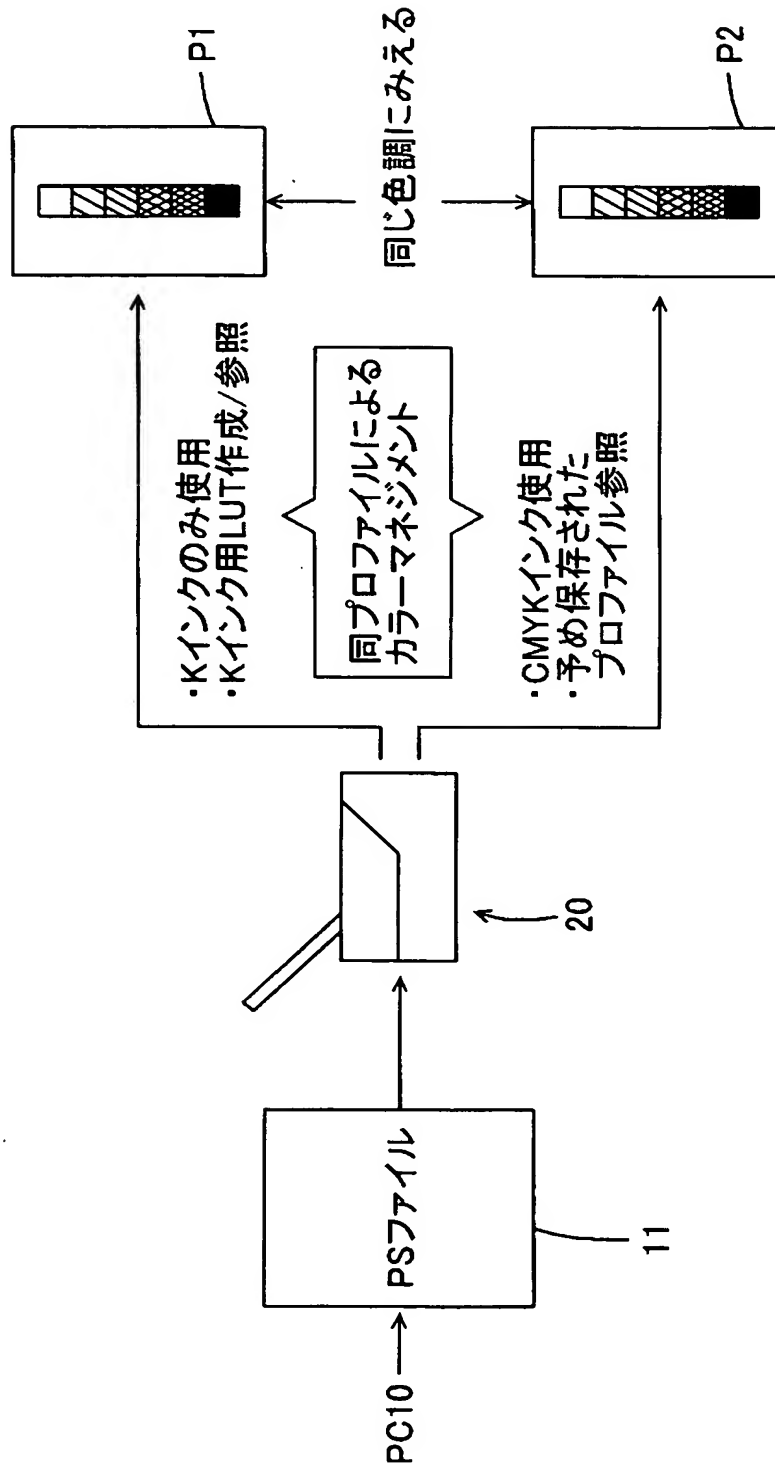 PC10
PSファイル
11
20
・Kインクのみ使用
・Kインク用LUT作成/参照
同プロファイルによる
カラーマネジメント
・CMYKインク使用
・予め保存された
プロファイル参照
P1
同じ色調にみえる
P2